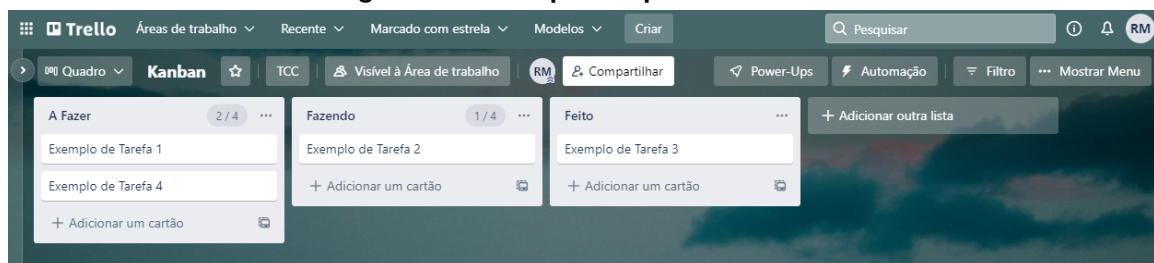 Trello Áreas de trabalho Recente Marcado com estrela Modelos Criar Pesquisar RM
Quadro Kanban TCC Visível à Área de trabalho RM Compartilhar Power-Ups Automação Filtro Mostrar Menu
A Fazer 2/4 Fazendo 1/4 Feito + Adicionar outra lista
Exemplo de Tarefa 1 Exemplo de Tarefa 2 Exemplo de Tarefa 3
Exemplo de Tarefa 4 + Adicionar um cartão + Adicionar um cartão
+ Adicionar um cartão